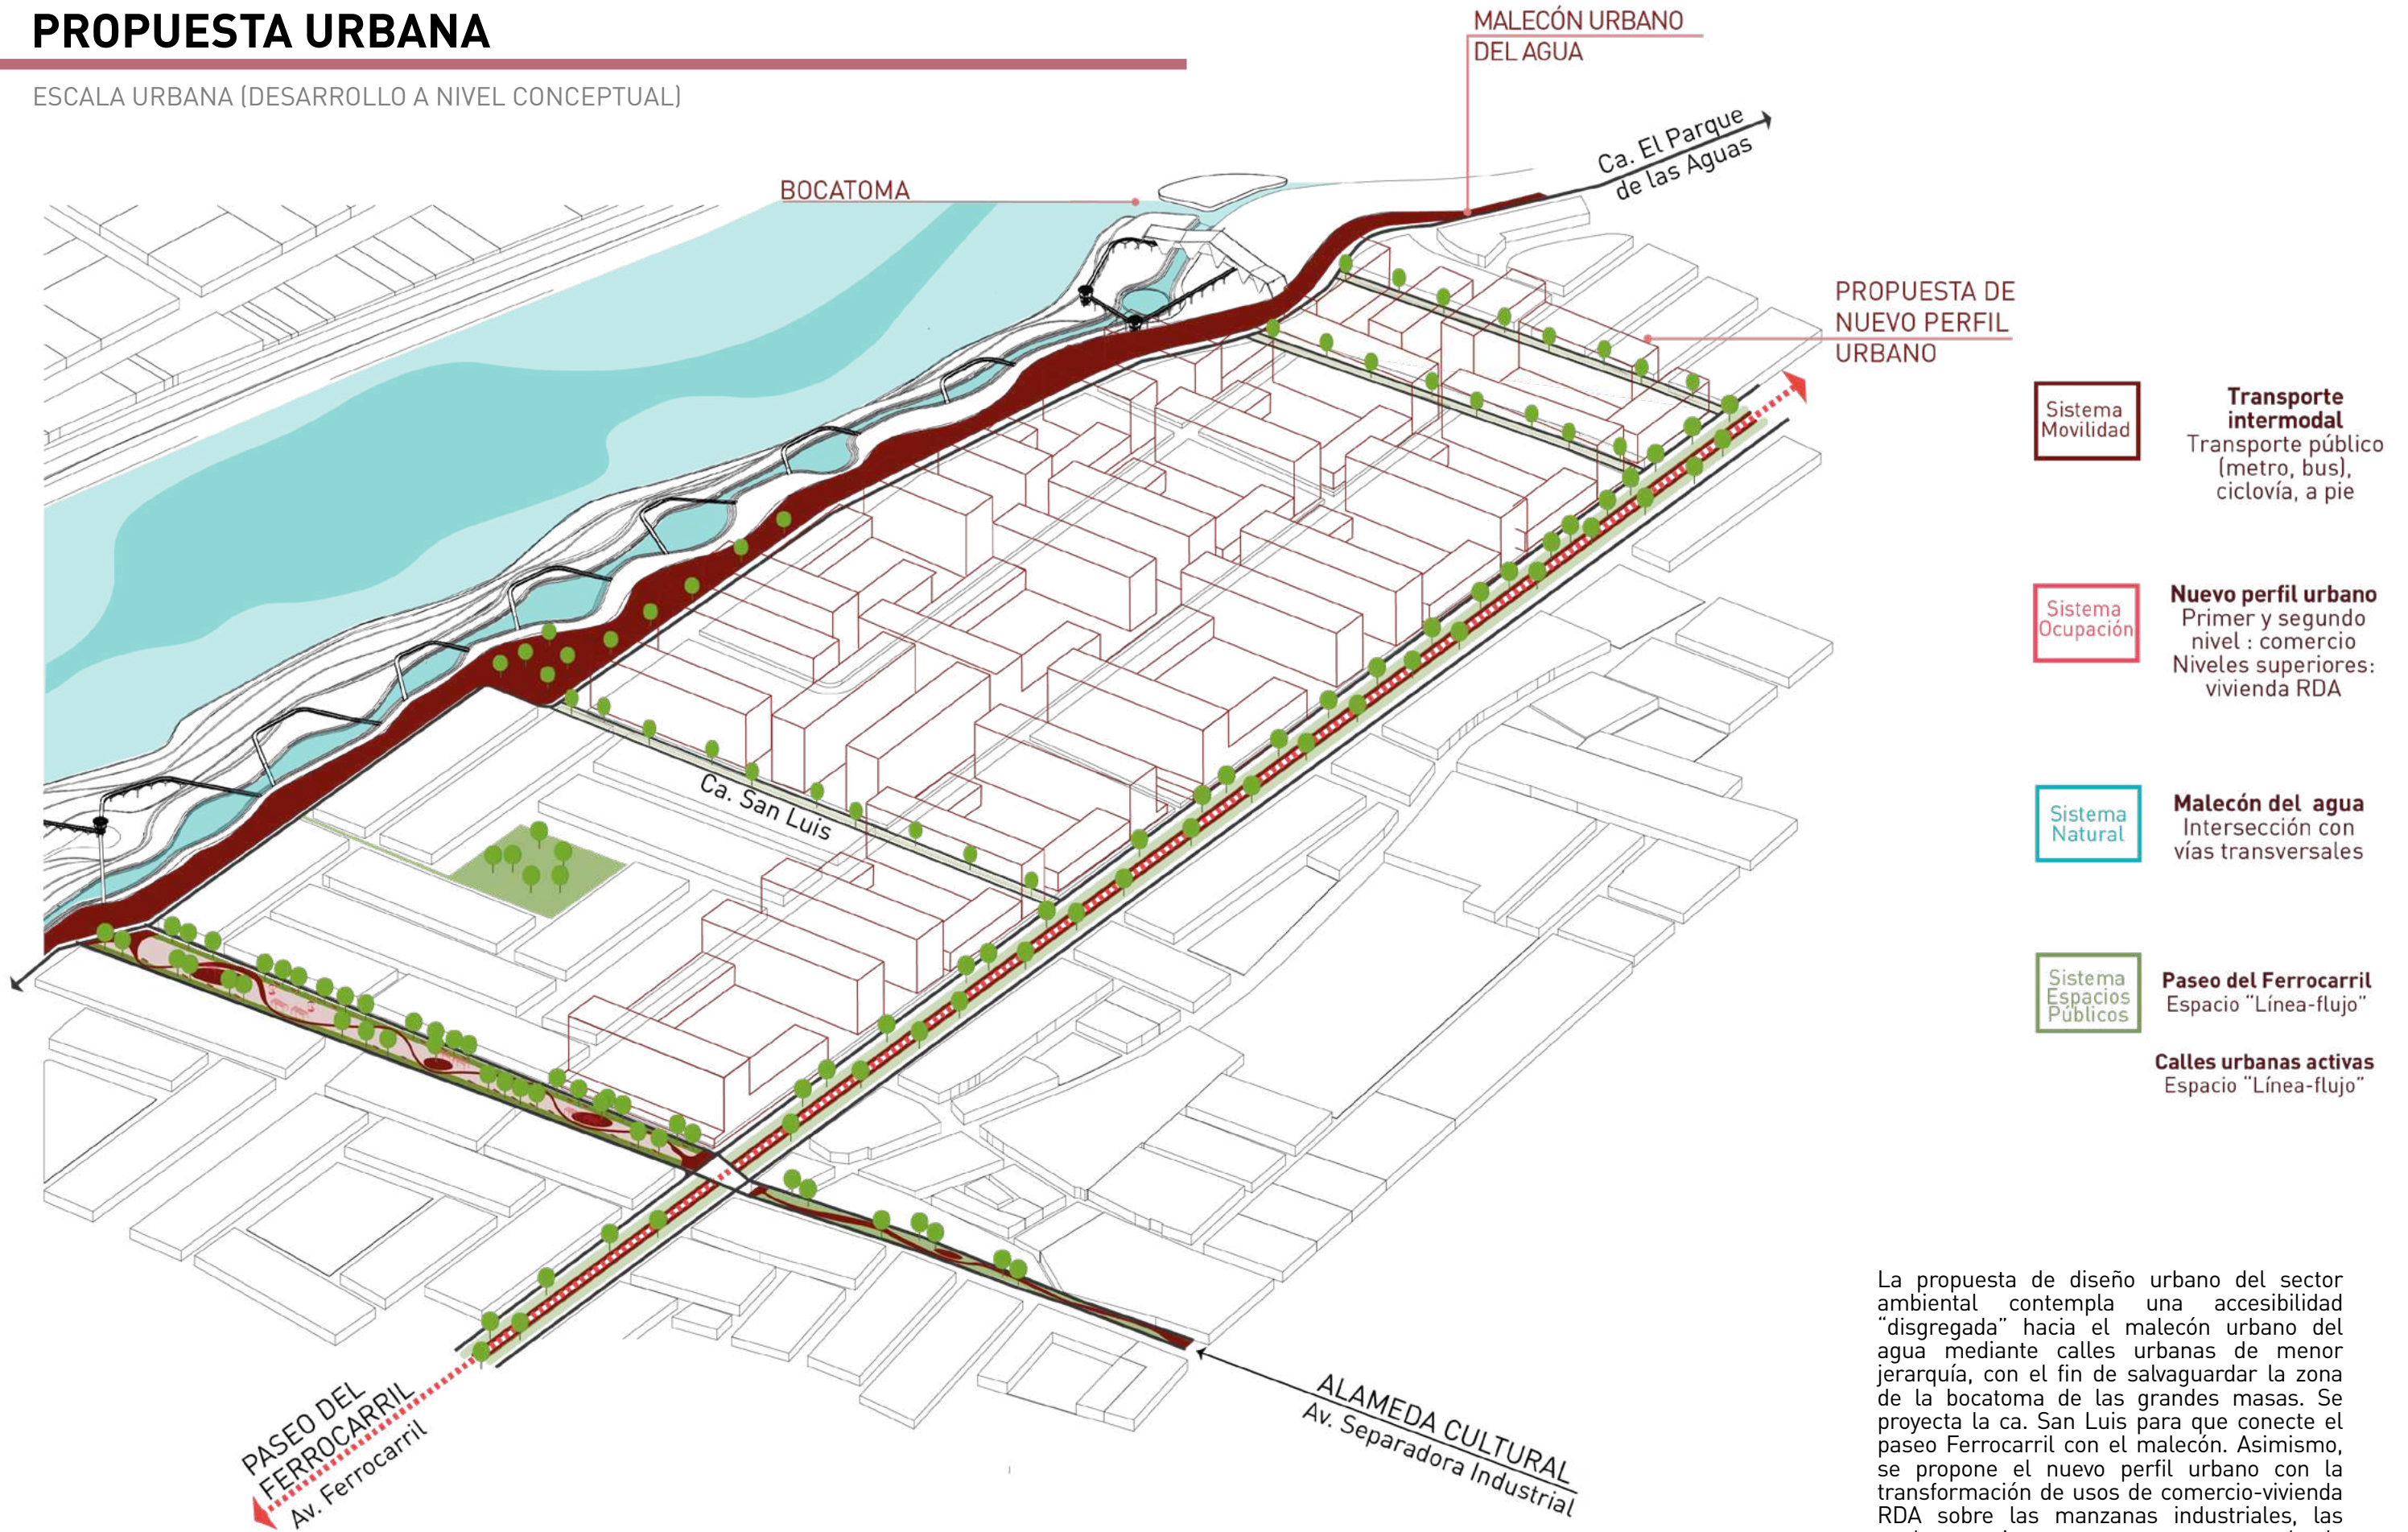 PROPUESTA URBANA
ESCALA URBANA (DESARROLLO A NIVEL CONCEPTUAL)
MALECÓN URBANO
DEL AGUA
Ca. El Parque
de las Aguas
BOCATOMA
PROPUESTA DE
NUEVO PERFIL
URBANO
Sistema
Movilidad
Transporte
intermodal
Transporte público
(metro, bus),
ciclovía, a pie
Sistema
Ocupación
Nuevo perfil urbano
Primer y segundo
nivel : comercio
Niveles superiores:
vivienda RDA
Sistema
Natural
Malecón del agua
Intersección con
vías transversales
Sistema
Espacios
Públicos
Paseo del Ferrocarril
Espacio “Línea-flujo”
Calles urbanas activas
Espacio “Línea-flujo”
Ca. San Luis
PASEO DEL
FERROCARRIL
Av. Ferrocarril
ALAMEDA CULTURAL
Av. Separadora Industrial
La propuesta de diseño urbano del sector
ambiental contempla una accesibilidad
“disgregada” hacia el malecón urbano del
agua mediante calles urbanas de menor
jerarquía, con el fin de salvaguardar la zona
de la bocatoma de las grandes masas. Se
proyecta la ca. San Luis para que conecte el
paseo Ferrocarril con el malecón. Asimismo,
se propone el nuevo perfil urbano con la
transformación de usos de comercio-vivienda
RDA sobre las manzanas industriales, las